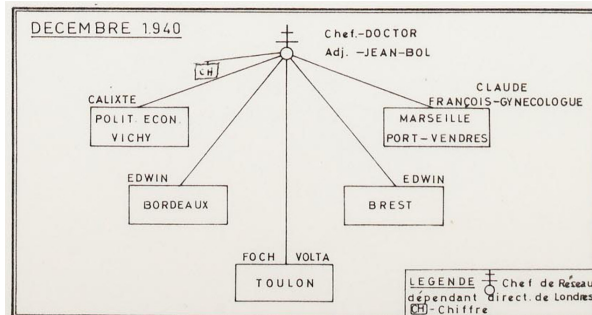 DECEMBRE 1.940
Chef.-DOCTOR
Adj. -JEAN-BOL
CH
CALIXTE
POLIT. ECON.
VICHY
CLAUDE
FRANÇOIS-GYNECOLOGUE
MARSEILLE
PORT-VENDRES
EDWIN
BORDEAUX
EDWIN
BREST
FOCH VOLTA
TOULON
LEGENDE Chef de Réseau
dépendant direct. de Londres
CH - Chiffre